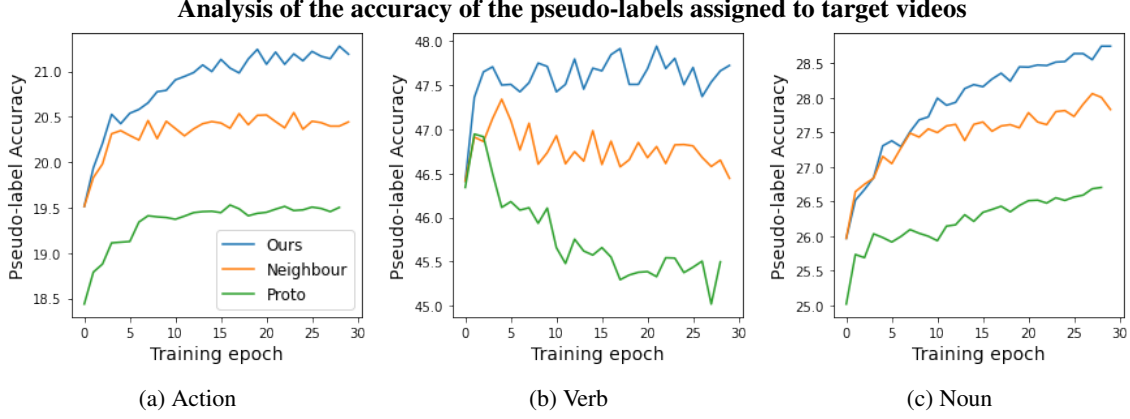 Analysis of the accuracy of the pseudo-labels assigned to target videos
Pseudo-label Accuracy
21.0
20.5
20.0
19.5
19.0
18.5
0 5 10 15 20 25 30
Training epoch
Ours
Neighbour
Proto
(a) Action
Pseudo-label Accuracy
48.0
47.5
47.0
46.5
46.0
45.5
45.0
0 5 10 15 20 25 30
Training epoch
(b) Verb
Pseudo-label Accuracy
28.5
28.0
27.5
27.0
26.5
26.0
25.5
25.0
0 5 10 15 20 25 30
Training epoch
(c) Noun